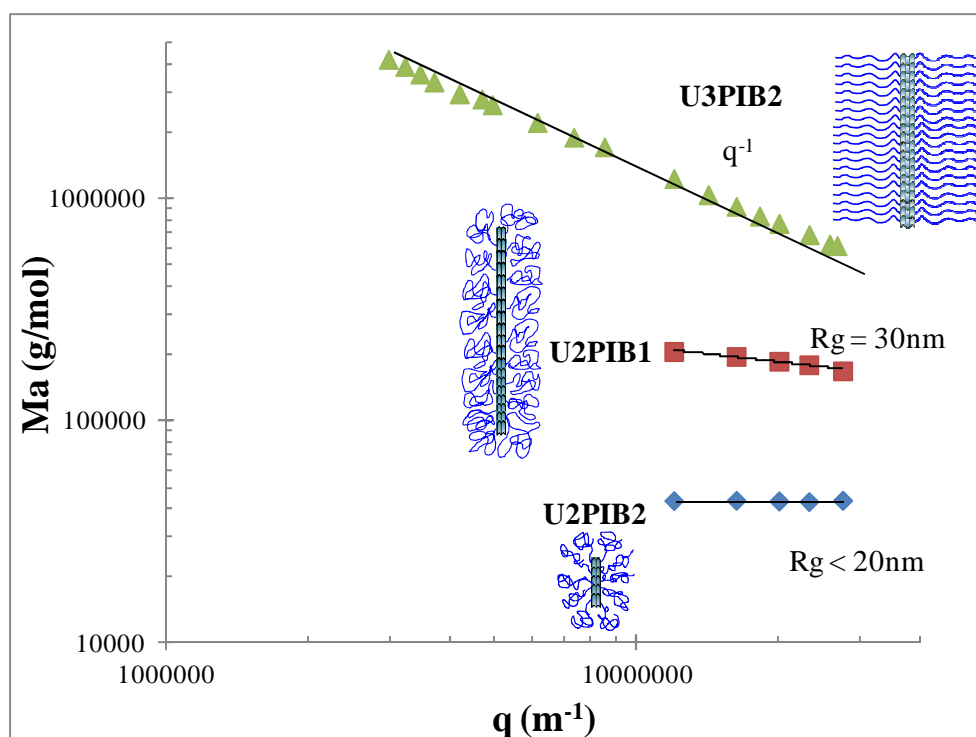 U3PIB2
q⁻¹
1000000
Rg = 30nm
U2PIB1
Ma (g/mol)
100000
U2PIB2
Rg < 20nm
10000
1000000
10000000
q (m⁻¹)